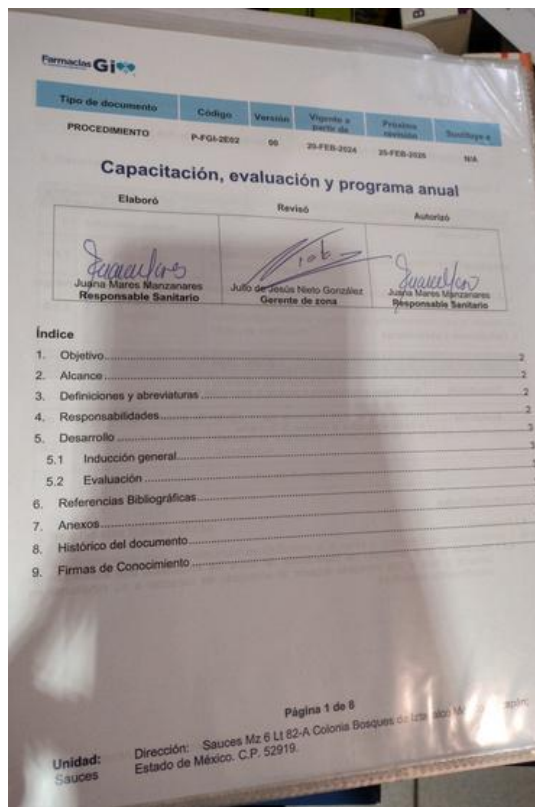 Farmacias Gi
Tipo de documento Código Versión Vigente a partir de Próxima revisión Sustituye a
PROCEDIMIENTO P-FGI-2E02 00 25-FEB-2024 25-FEB-2026 N/A
Capacitación, evaluación y programa anual
Elaboró Revisó Autorizó
Juana Mares Manzanares Julio de Jesús Nieto González Juana Mares Manzanares
Responsable Sanitario Gerente de zona Responsable Sanitario
Índice
1. Objetivo 2
2. Alcance 2
3. Definiciones y abreviaturas 2
4. Responsabilidades 2
5. Desarrollo 3
5.1 Inducción general 3
5.2 Evaluación
6. Referencias Bibliográficas
7. Anexos
8. Histórico del documento
9. Firmas de Conocimiento
Página 1 de 8
Unidad: Dirección: Sauces Mz 6 Lt 82-A Colonia Bosques de
Sauces Estado de México. C.P. 52919.